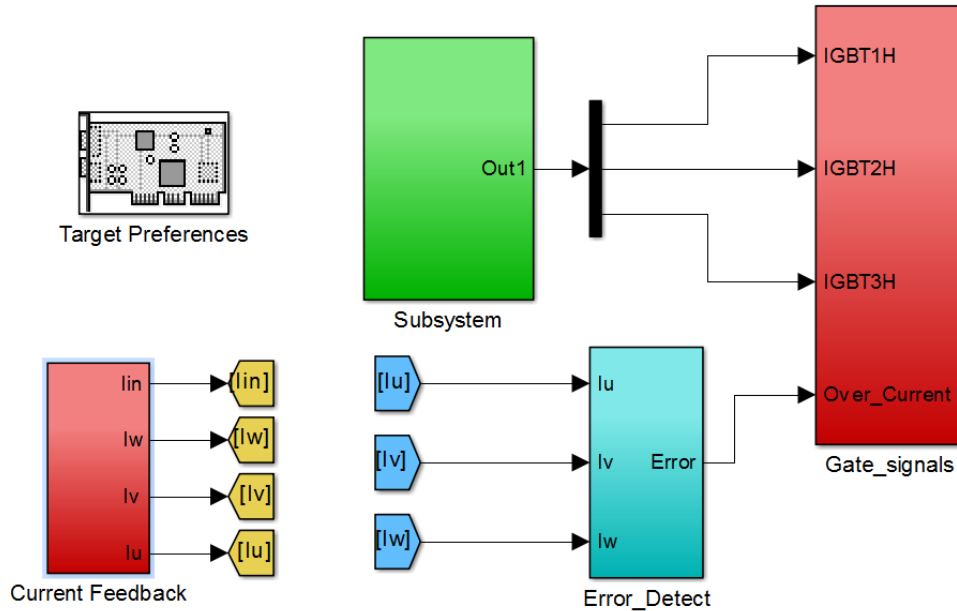 IGBT1H
Out1
IGBT2H
Target Preferences
IGBT3H
Subsystem
Iin
[Iin]
[Iu]
Iu
Over_Current
Iw
[Iw]
[Iv]
Iv
Error
Gate_signals
Iv
[Iv]
[Iw]
Iw
Iu
[Iu]
Current Feedback
Error_Detect